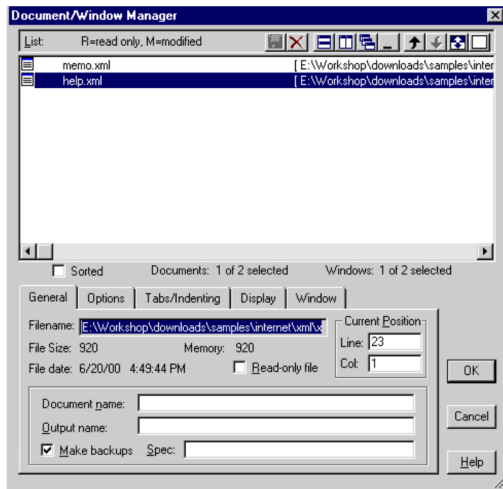 Document/Window Manager
List: R=read only, M=modified
memo.xml [ E:\Workshop\downloads\samples\inter
help.xml [ E:\Workshop\downloads\samples\inter
Sorted Documents: 1 of 2 selected Windows: 1 of 2 selected
General Options Tabs/Indenting Display Window
Filename: E:\Workshop\downloads\samples\internet\xml\x
Current Position
File Size: 920 Memory: 920
Line: 23
File date: 6/20/00 4:49:44 PM Read-only file
Col: 1
OK
Document name:
Output name:
Cancel
Make backups Spec:
Help